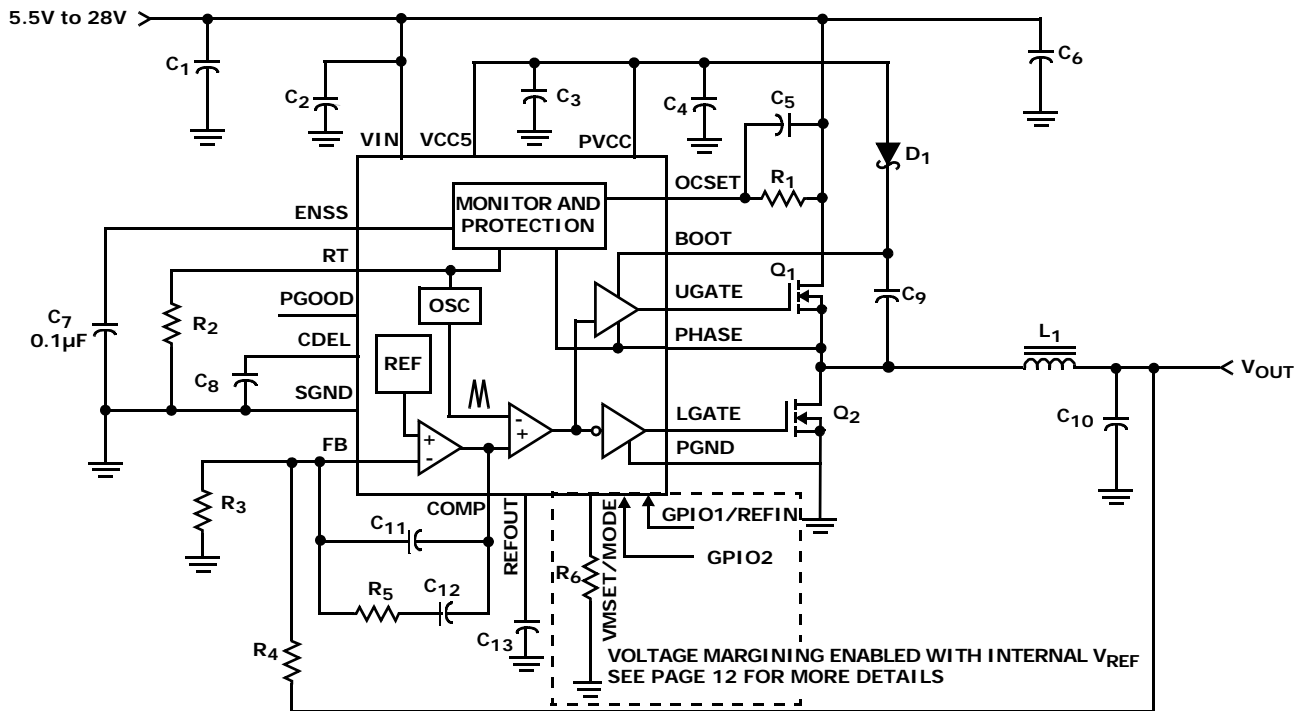 5.5V to 28V
C1
C2
C3
C4
C5
C6
VIN
VCC5
PVCC
D1
OCSET
R1
MONITOR AND
PROTECTION
ENSS
BOOT
RT
Q1
OSC
UGATE
C9
PGOOD
C7
0.1µF
R2
PHASE
CDEL
REF
L1
VOUT
C8
SGND
LGATE
Q2
C10
FB
PGND
R3
COMP
REFOUT
VMSET/MODE
GPIO1/REFIN
C11
GPIO2
R6
R5
C12
C13
R4
VOLTAGE MARGINING ENABLED WITH INTERNAL VREF
SEE PAGE 12 FOR MORE DETAILS